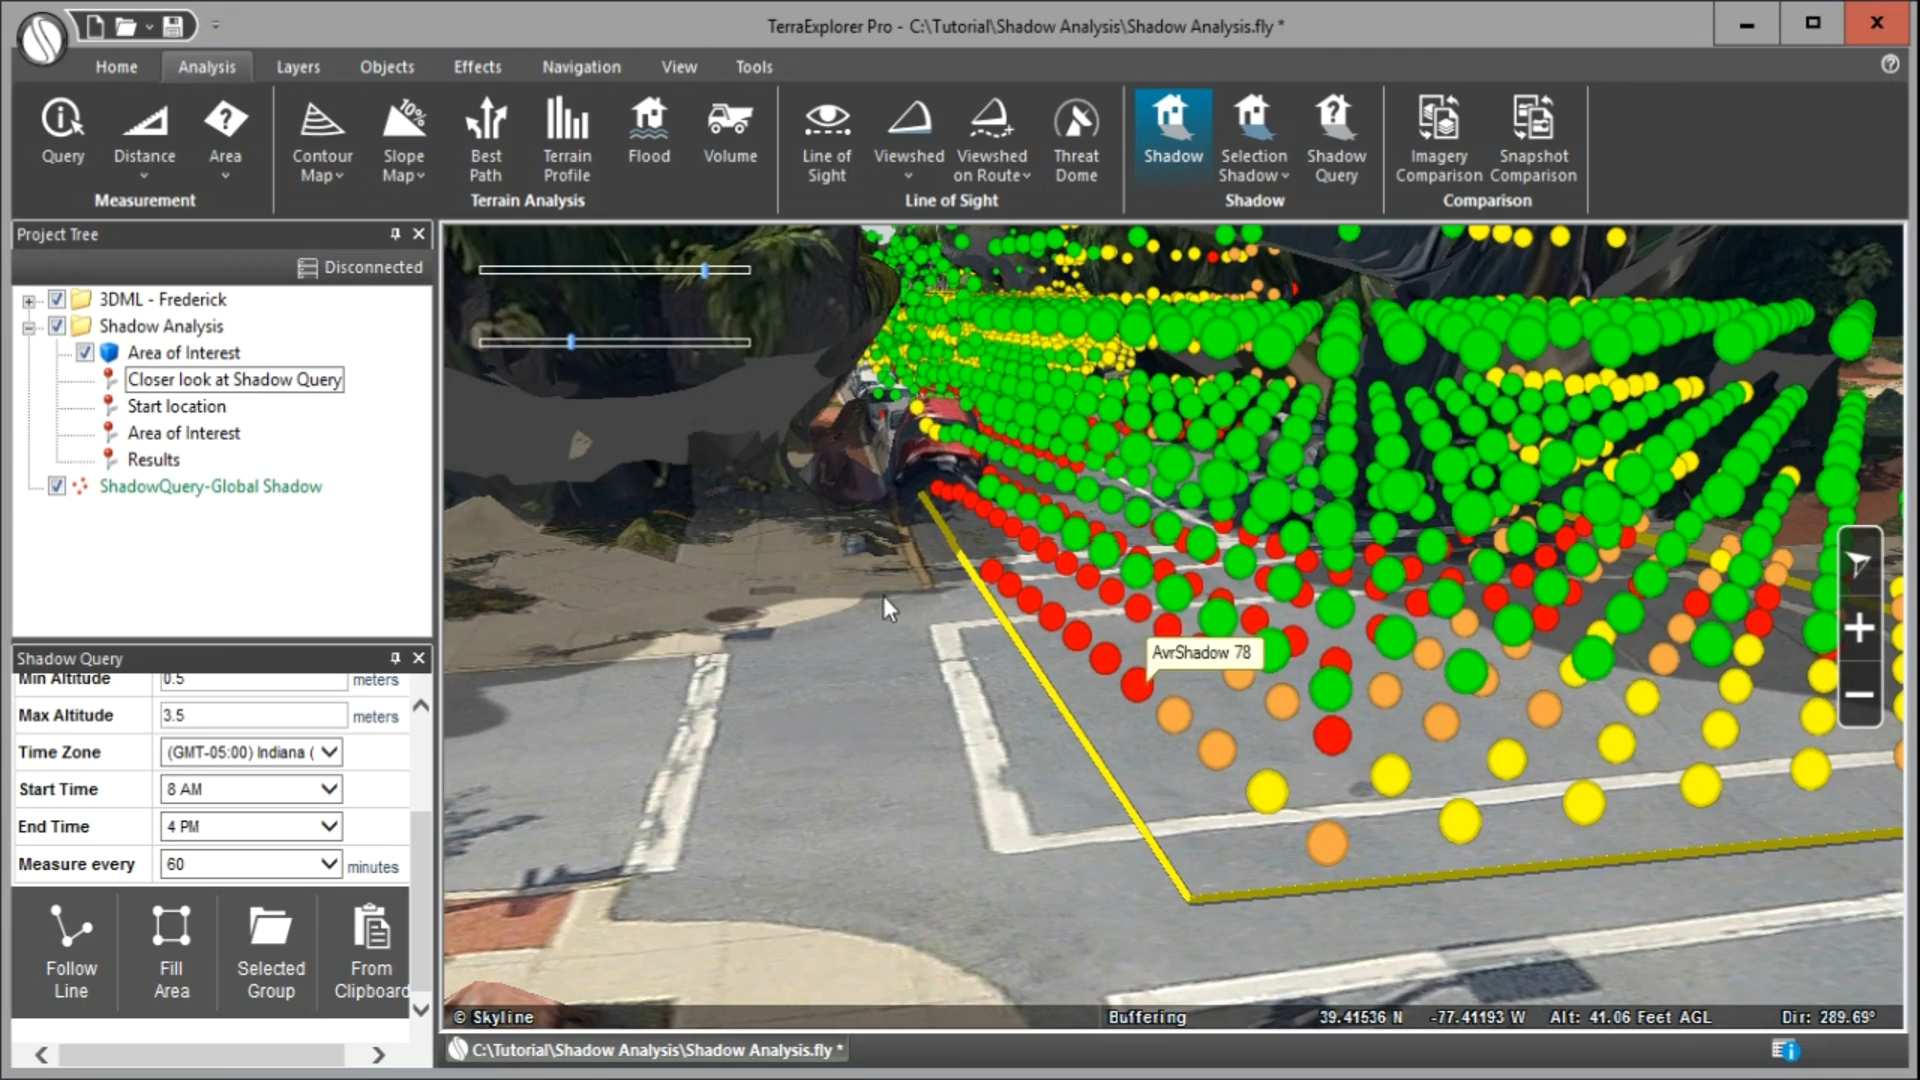 TerraExplorer Pro - C:\Tutorial\Shadow Analysis\Shadow Analysis.fly *
Home Analysis Layers Objects Effects Navigation View Tools
Query Distance Area
Measurement
Contour Map Slope Map Best Path Terrain Profile Flood Volume
10%
Terrain Analysis
Line of Sight Viewshed Viewshed on Route Threat Dome
Line of Sight
Shadow Selection Shadow Shadow Query
Shadow
Imagery Comparison Snapshot Comparison
Comparison
Project Tree
Disconnected
3DML - Frederick
Shadow Analysis
Area of Interest
Closer look at Shadow Query
Start location
Area of Interest
Results
ShadowQuery-Global Shadow
Shadow Query
Min Altitude 0.5 meters
Max Altitude 3.5 meters
Time Zone (GMT-05:00) Indiana (
Start Time 8 AM
End Time 4 PM
Measure every 60 minutes
Follow Line
Fill Area
Selected Group
From Clipboard
AvrShadow 78
© Skyline
Buffering 39.41536 N -77.41193 W Alt: 41.06 Feet AGL Dir: 289.69°
C:\Tutorial\Shadow Analysis\Shadow Analysis.fly *